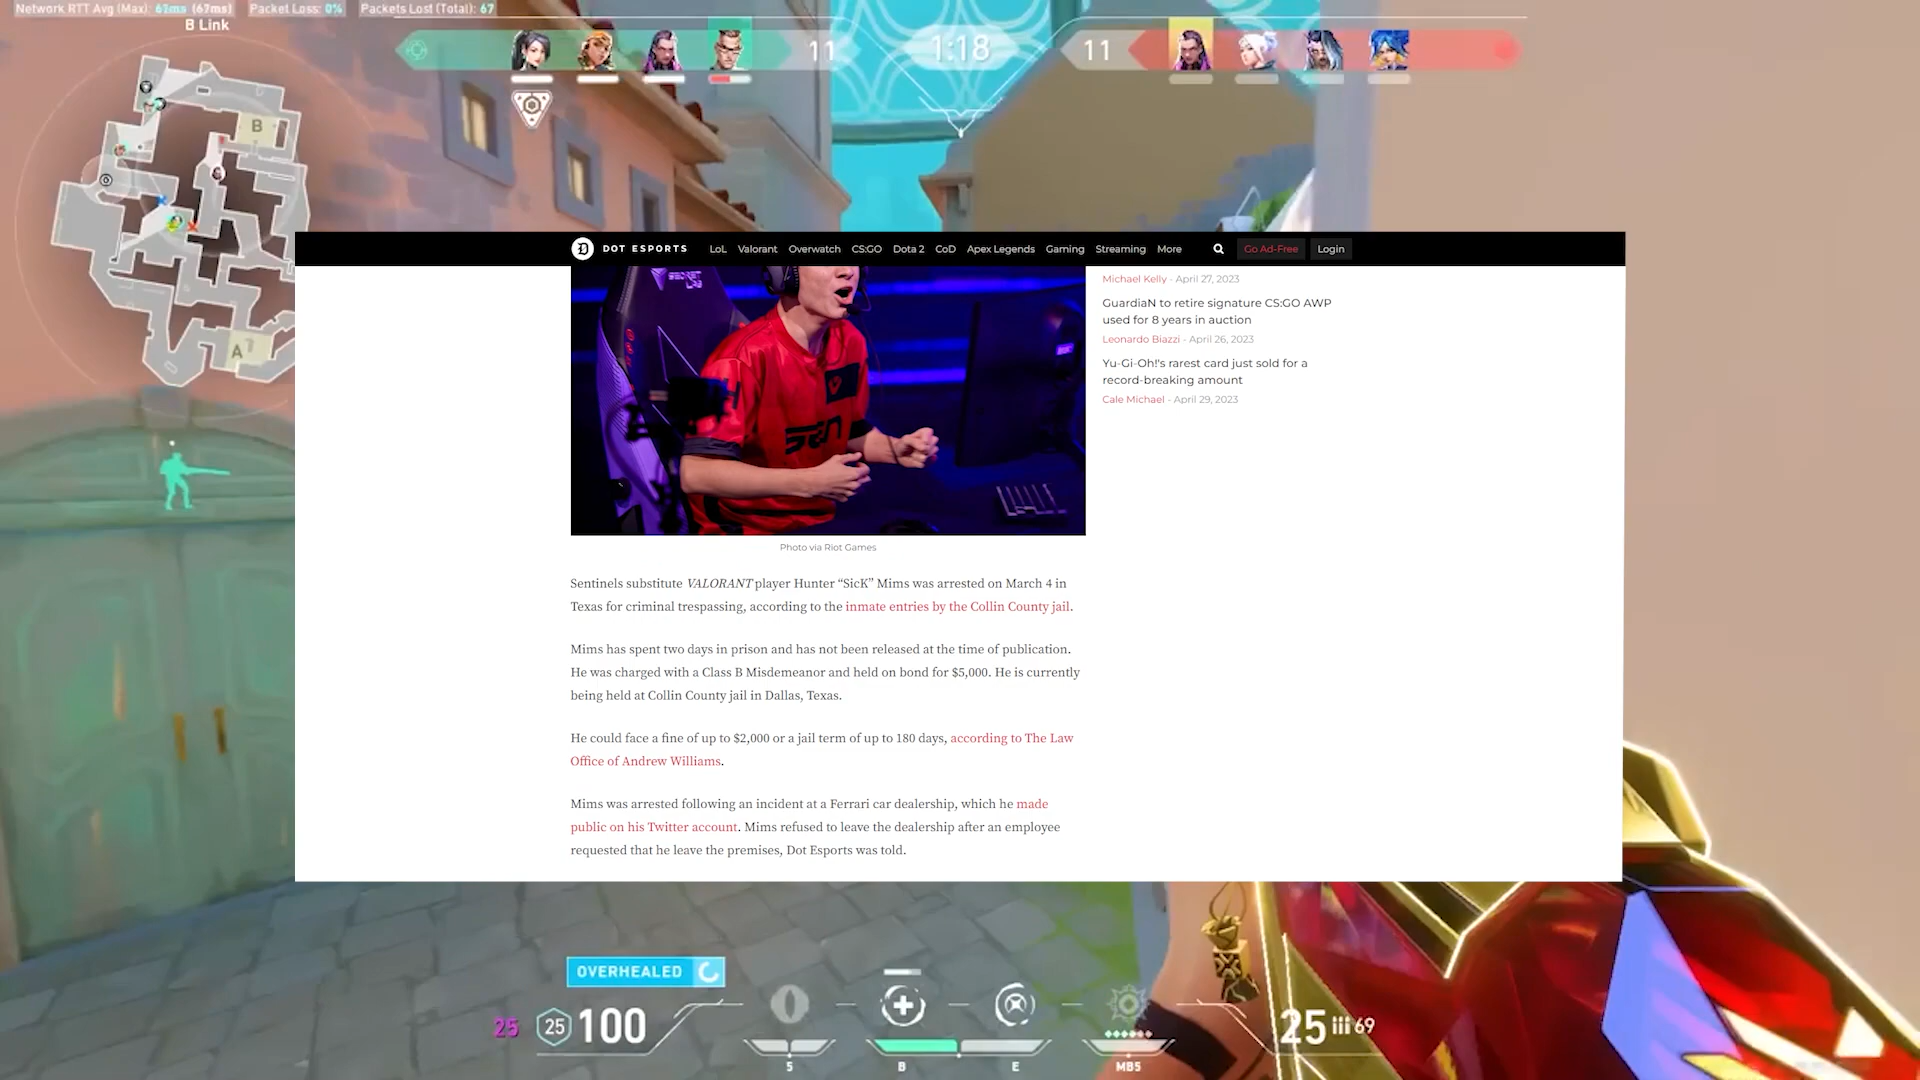 Network RTT Avg (Max): 61ms (67ms) Packet Loss: 0% Packets Lost (Total): 67
B Link
11
1:18
11
B
A
DOT ESPORTS LoL Valorant Overwatch CS:GO Dota 2 CoD Apex Legends Gaming Streaming More Go Ad-Free Login
SECRET
LAB
SEN
Michael Kelly - April 27, 2023
GuardiaN to retire signature CS:GO AWP
used for 8 years in auction
Leonardo Biazzi - April 26, 2023
Yu-Gi-Oh!'s rarest card just sold for a
record-breaking amount
Cale Michael - April 29, 2023
Photo via Riot Games
Sentinels substitute VALORANT player Hunter “SicK” Mims was arrested on March 4 in
Texas for criminal trespassing, according to the inmate entries by the Collin County jail.
Mims has spent two days in prison and has not been released at the time of publication.
He was charged with a Class B Misdemeanor and held on bond for $5,000. He is currently
being held at Collin County jail in Dallas, Texas.
He could face a fine of up to $2,000 or a jail term of up to 180 days, according to The Law
Office of Andrew Williams.
Mims was arrested following an incident at a Ferrari car dealership, which he made
public on his Twitter account. Mims refused to leave the dealership after an employee
requested that he leave the premises, Dot Esports was told.
OVERHEALED
25 25 100
25 69
5 B E MB5